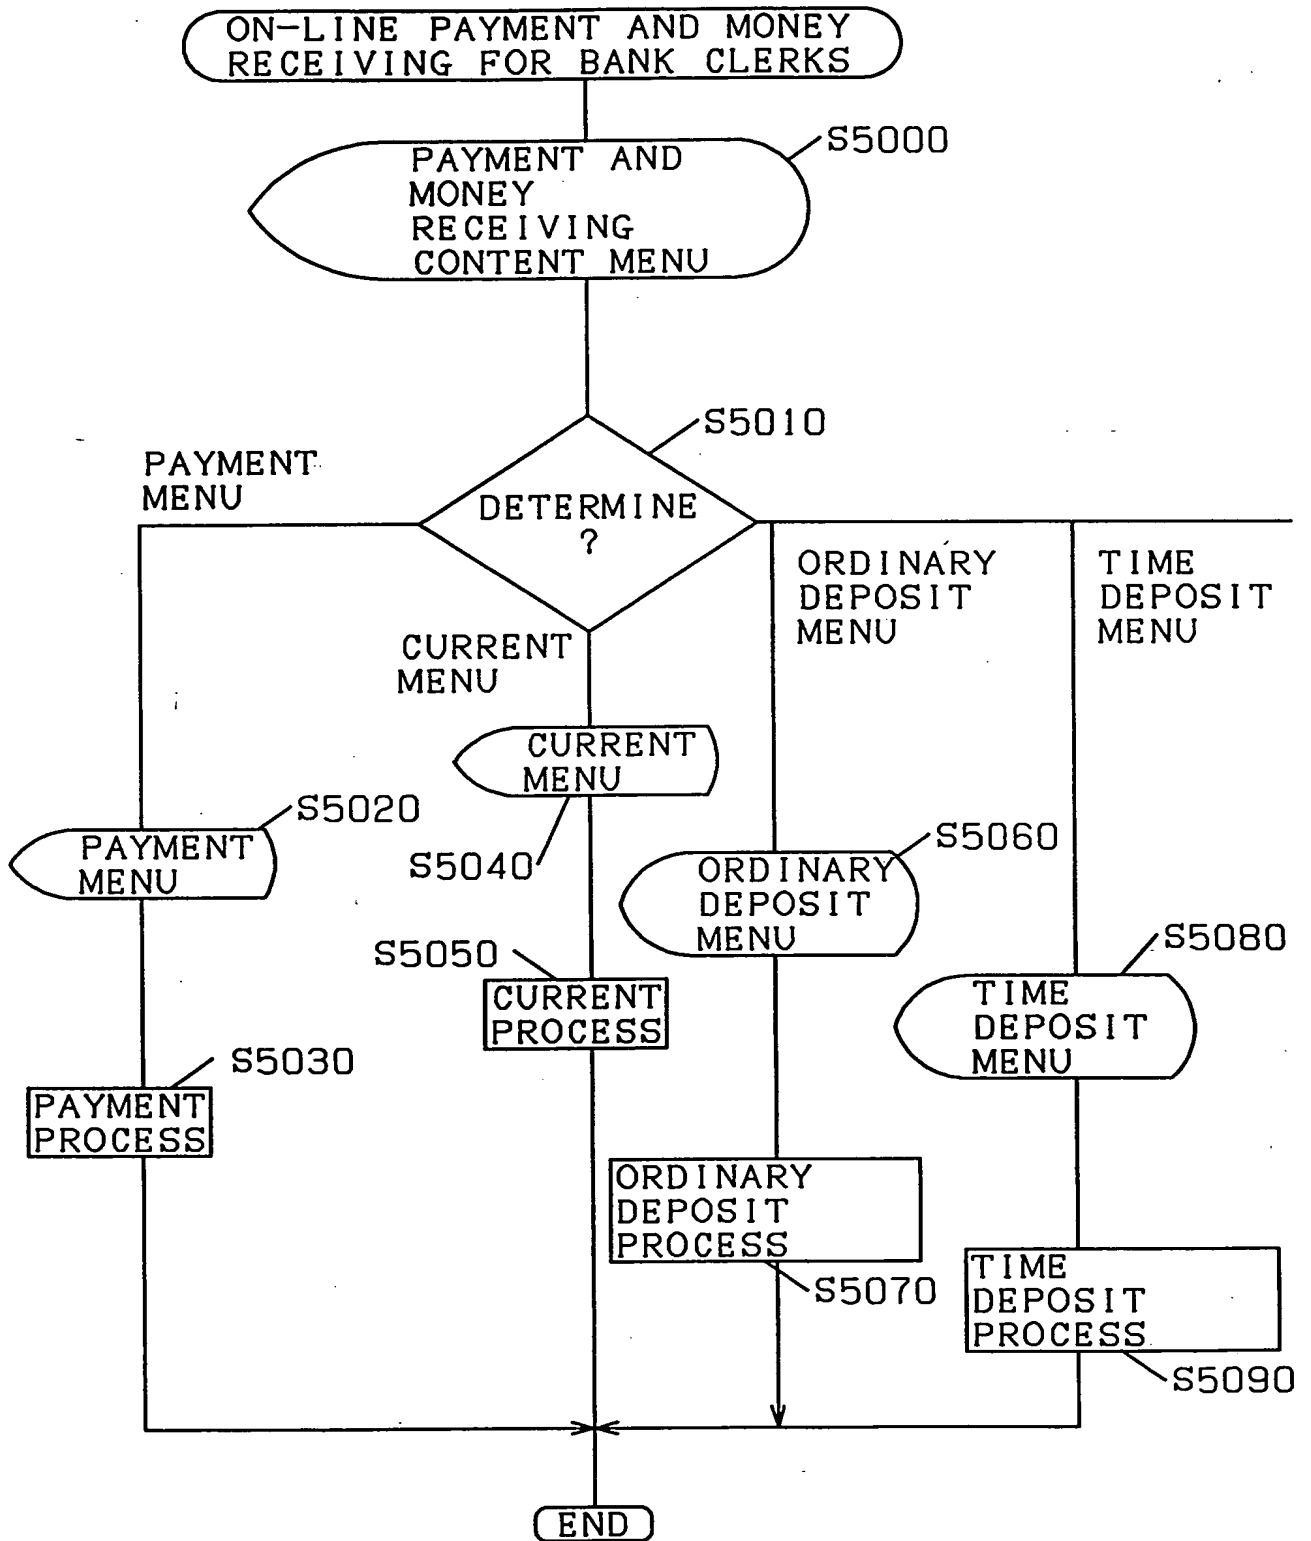 ON-LINE PAYMENT AND MONEY
RECEIVING FOR BANK CLERKS
S5000
PAYMENT AND
MONEY
RECEIVING
CONTENT MENU
S5010
PAYMENT
MENU
DETERMINE
?
ORDINARY
DEPOSIT
MENU
TIME
DEPOSIT
MENU
CURRENT
MENU
CURRENT
MENU
S5040
S5020
PAYMENT
MENU
S5060
ORDINARY
DEPOSIT
MENU
S5050
CURRENT
PROCESS
S5080
TIME
DEPOSIT
MENU
S5030
PAYMENT
PROCESS
ORDINARY
DEPOSIT
PROCESS
S5070
TIME
DEPOSIT
PROCESS
S5090
END